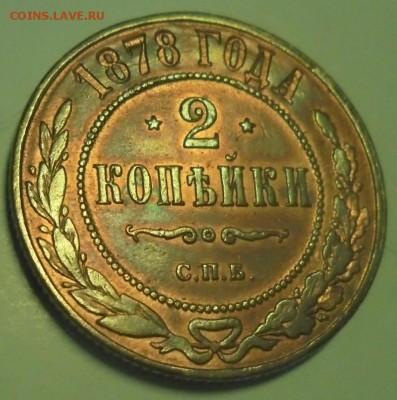 COINS.LAVE.RU
1878 ГОДА
2
КОПѢЙКИ
С.П.Б.